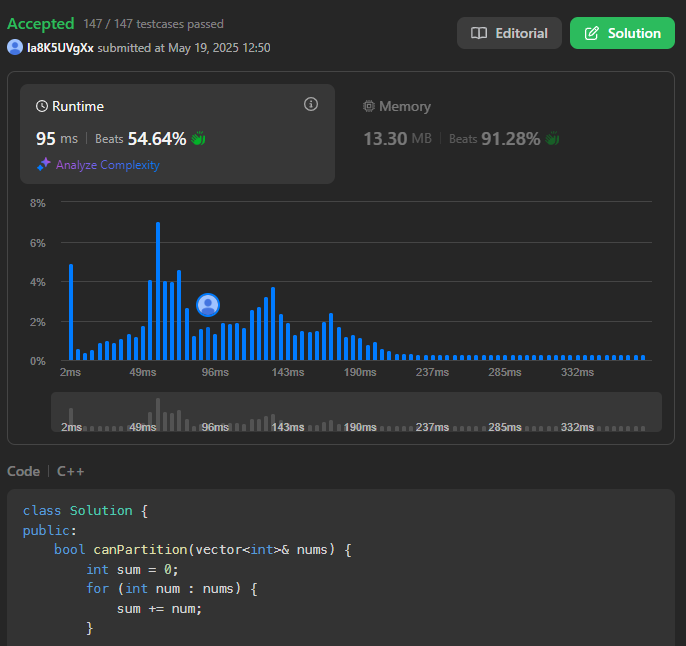 Accepted 147 / 147 testcases passed
la8K5UVgXx submitted at May 19, 2025 12:50
Editorial
Solution
Runtime
95 ms | Beats 54.64%
Analyze Complexity
Memory
13.30 MB | Beats 91.28%
8%
6%
4%
2%
0%
2ms 49ms 96ms 143ms 190ms 237ms 285ms 332ms
2ms 49ms 96ms 143ms 190ms 237ms 285ms 332ms
Code | C++
class Solution {
public:
    bool canPartition(vector<int>& nums) {
        int sum = 0;
        for (int num : nums) {
            sum += num;
        }